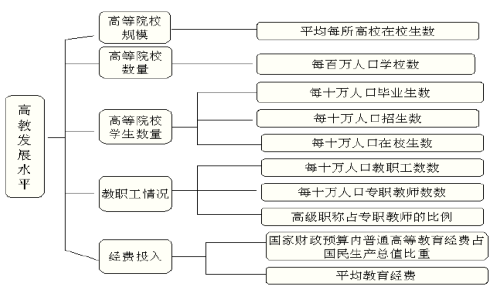 高教发展水平
高等院校
规模
高等院校
数量
高等院校
学生数量
教职工情况
经费投入
平均每所高校在校生数
每百万人口学校数
每十万人口毕业生数
每十万人口招生数
每十万人口在校生数
每十万人口教职工数数
每十万人口专职教师数数
高级职称占专职教师的比例
国家财政预算内普通高等教育经费占
国民生产总值比重
平均教育经费